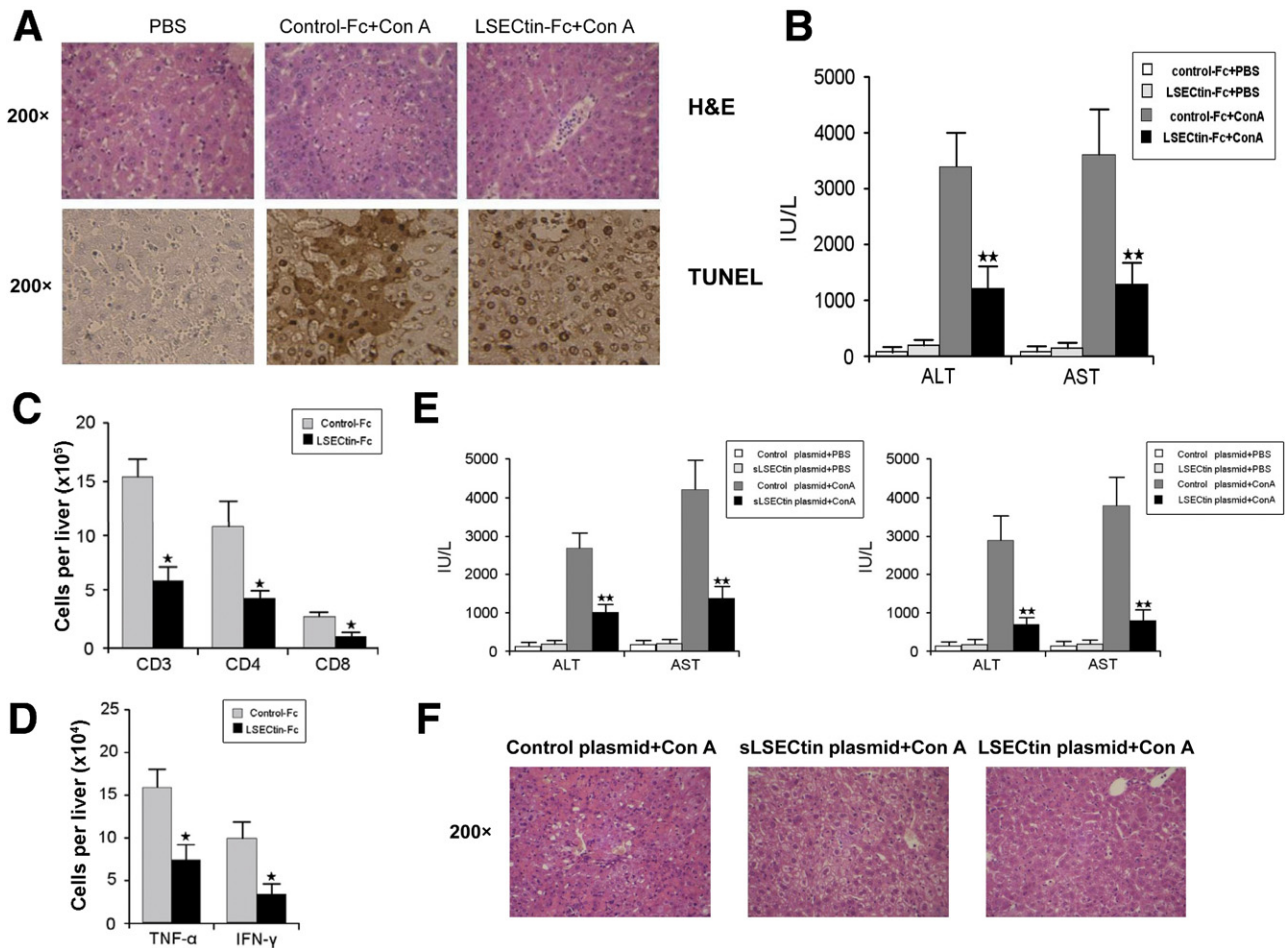 A
PBS
Control-Fc+Con A
LSECtin-Fc+Con A
200×
H&E
200×
TUNEL
B
5000
4000
3000
2000
1000
0
IU/L
control-Fc+PBS
LSECtin-Fc+PBS
control-Fc+ConA
LSECtin-Fc+ConA
★★
★★
ALT
AST
C
20
15
10
5
0
Cells per liver (x10⁵)
Control-Fc
LSECtin-Fc
★
★
★
CD3
CD4
CD8
D
25
20
15
10
5
0
Cells per liver (x10⁴)
Control-Fc
LSECtin-Fc
★
★
TNF-α
IFN-γ
E
5000
4000
3000
2000
1000
0
IU/L
Control plasmid+PBS
sLSECtin plasmid+PBS
Control plasmid+ConA
sLSECtin plasmid+ConA
★★
★★
ALT
AST
5000
4000
3000
2000
1000
0
IU/L
Control plasmid+PBS
LSECtin plasmid+PBS
Control plasmid+ConA
LSECtin plasmid+ConA
★★
★★
ALT
AST
F
Control plasmid+Con A
sLSECtin plasmid+Con A
LSECtin plasmid+Con A
200×